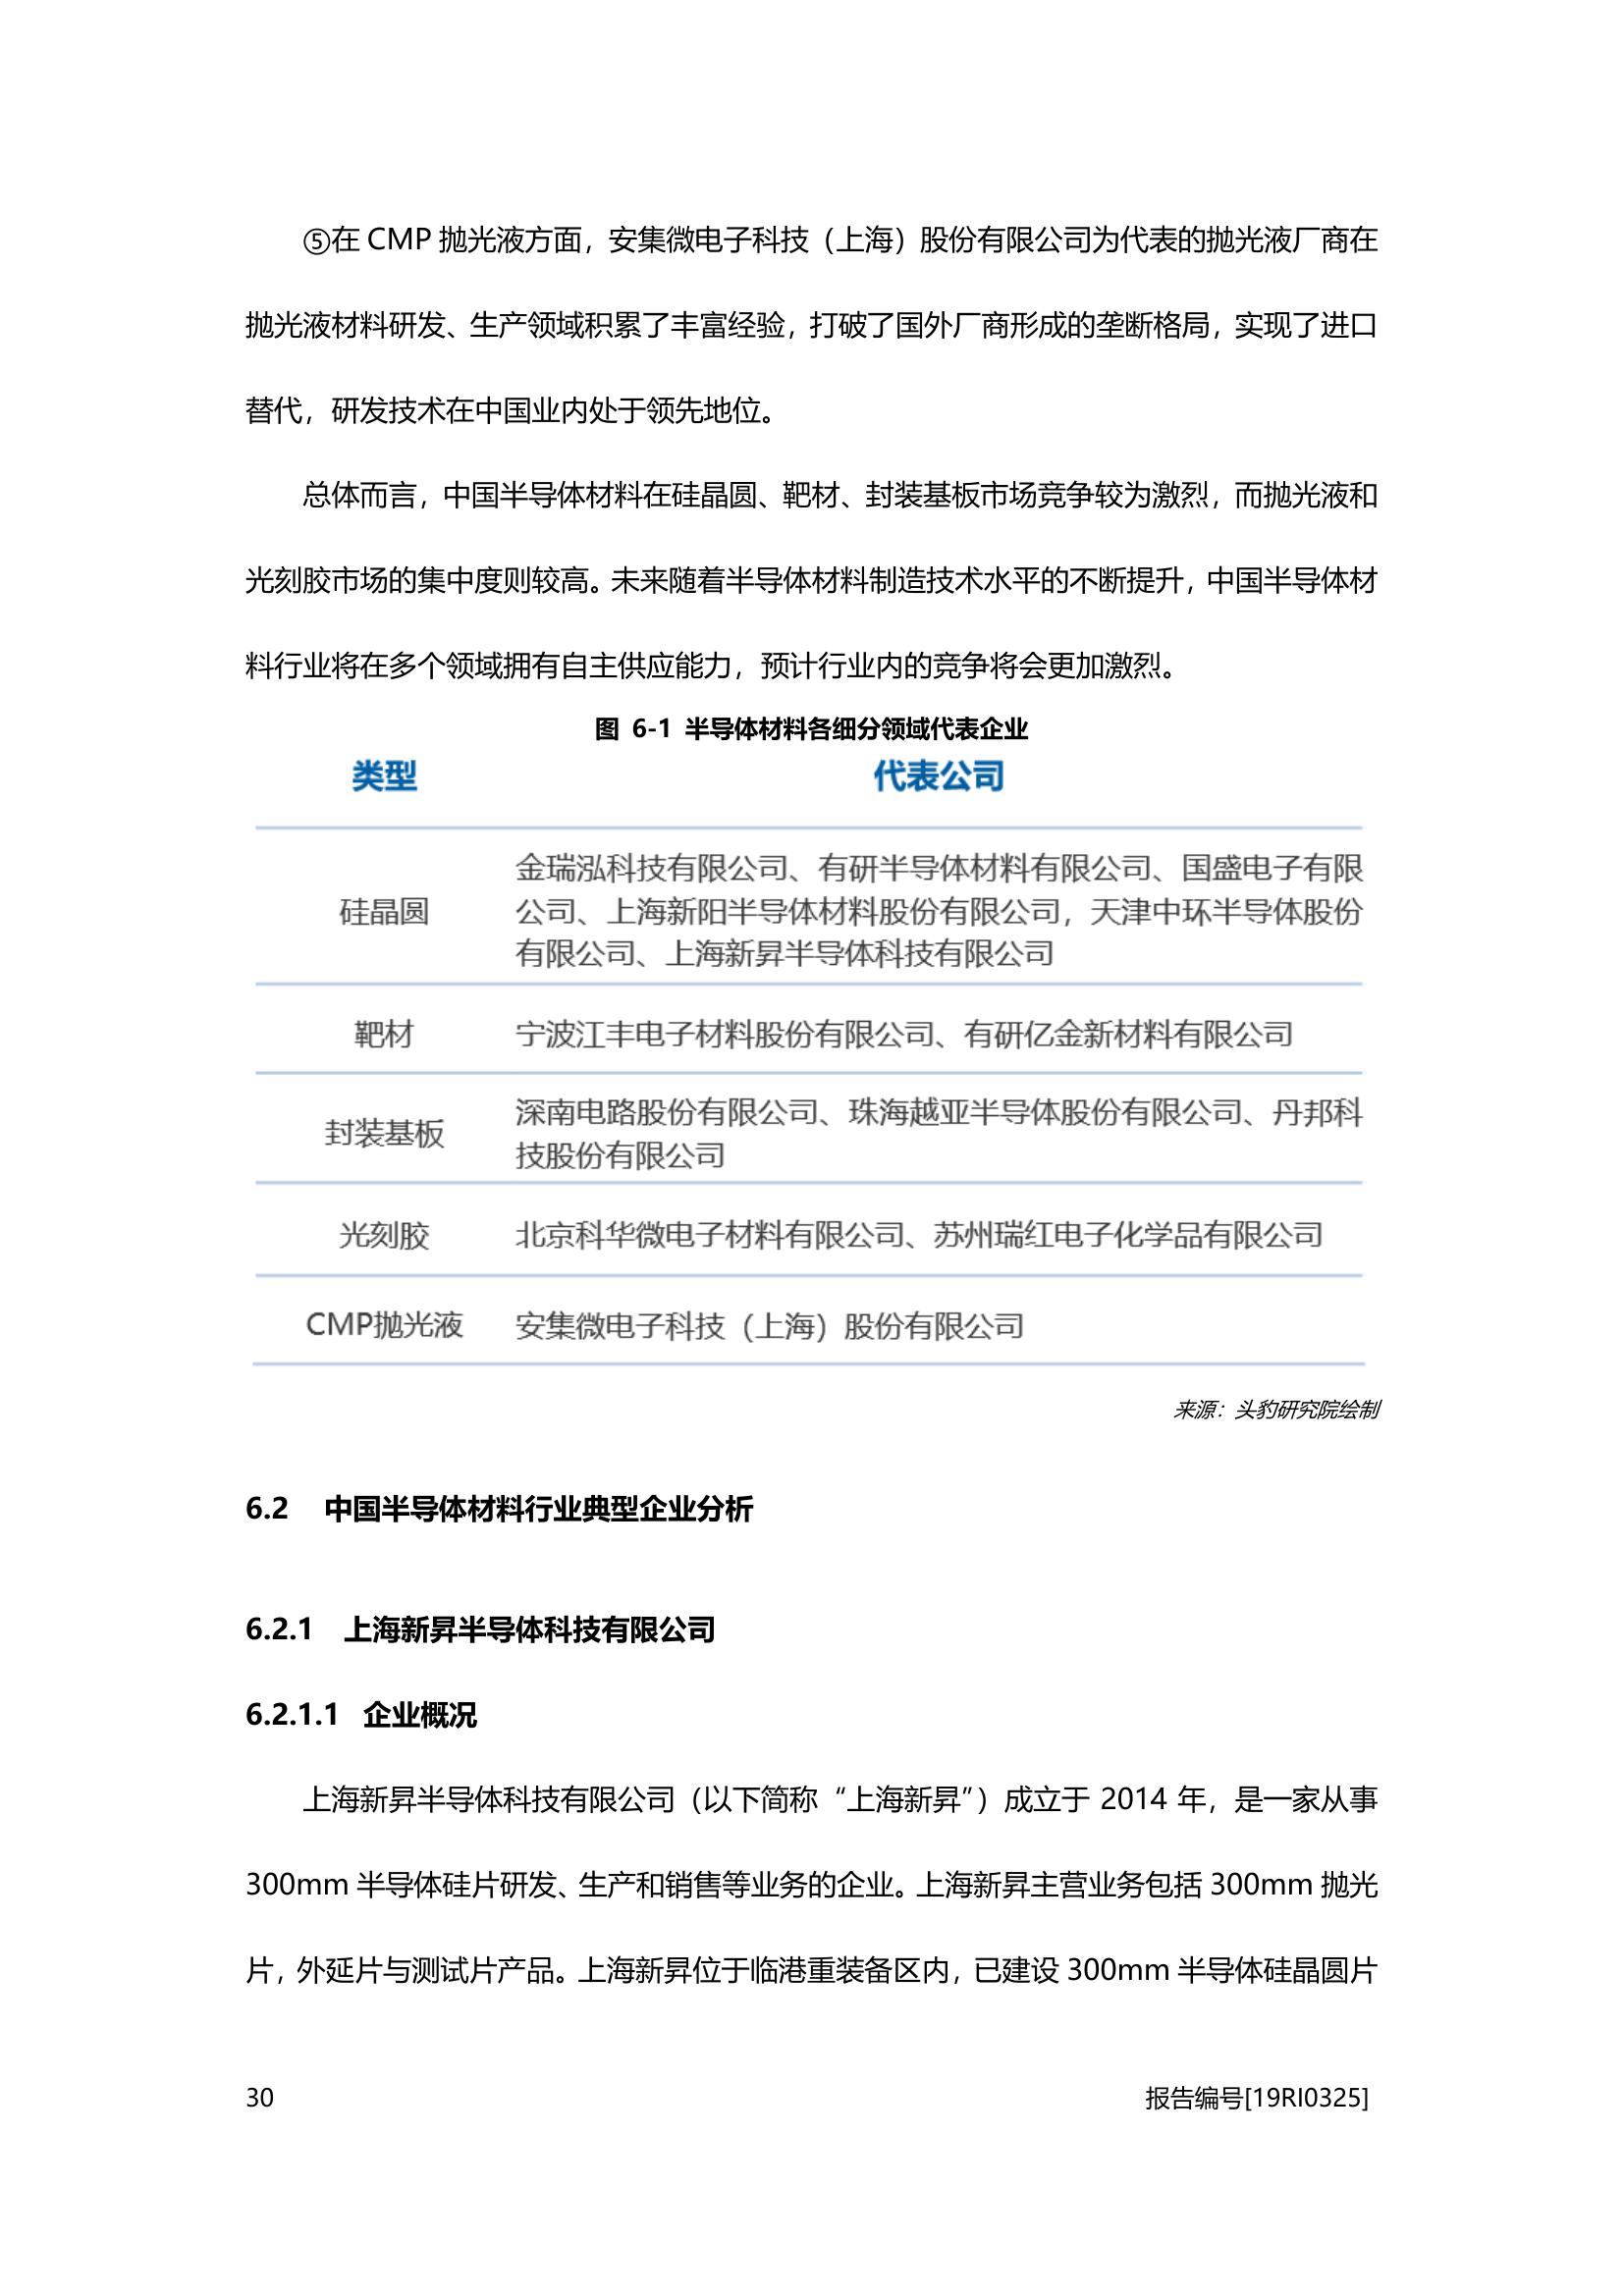 ⑤在 CMP 抛光液方面，安集微电子科技（上海）股份有限公司为代表的抛光液厂商在
抛光液材料研发、生产领域积累了丰富经验，打破了国外厂商形成的垄断格局，实现了进口
替代，研发技术在中国业内处于领先地位。
总体而言，中国半导体材料在硅晶圆、靶材、封装基板市场竞争较为激烈，而抛光液和
光刻胶市场的集中度则较高。未来随着半导体材料制造技术水平的不断提升，中国半导体材
料行业将在多个领域拥有自主供应能力，预计行业内的竞争将会更加激烈。
图 6-1 半导体材料各细分领域代表企业
类型 代表公司
硅晶圆
金瑞泓科技有限公司、有研半导体材料有限公司、国盛电子有限
公司、上海新阳半导体材料股份有限公司，天津中环半导体股份
有限公司、上海新昇半导体科技有限公司
靶材 宁波江丰电子材料股份有限公司、有研亿金新材料有限公司
封装基板
深南电路股份有限公司、珠海越亚半导体股份有限公司、丹邦科
技股份有限公司
光刻胶 北京科华微电子材料有限公司、苏州瑞红电子化学品有限公司
CMP抛光液 安集微电子科技（上海）股份有限公司
来源：头豹研究院绘制
6.2 中国半导体材料行业典型企业分析
6.2.1 上海新昇半导体科技有限公司
6.2.1.1 企业概况
上海新昇半导体科技有限公司（以下简称“上海新昇”）成立于 2014 年，是一家从事
300mm 半导体硅片研发、生产和销售等业务的企业。上海新昇主营业务包括 300mm 抛光
片，外延片与测试片产品。上海新昇位于临港重装备区内，已建设 300mm 半导体硅晶圆片
30 报告编号[19RI0325]